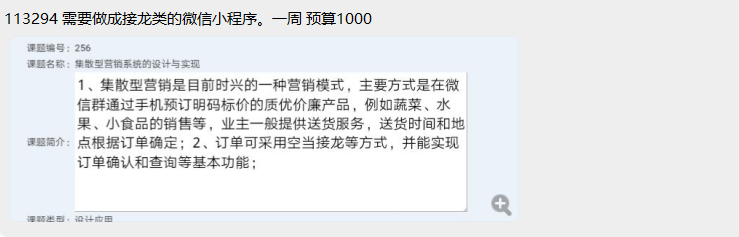 113294 需要做成接龙类的微信小程序。一周 预算1000
课题编号：256
课题名称：集散型营销系统的设计与实现
1、集散型营销是目前时兴的一种营销模式，主要方式是在微
信群通过手机预订明码标价的质优价廉产品，例如蔬菜、水
果、小食品的销售等，业主一般提供送货服务，送货时间和地
课题简介：点根据订单确定；2、订单可采用空当接龙等方式，并能实现
订单确认和查询等基本功能；
课题类型：设计应用